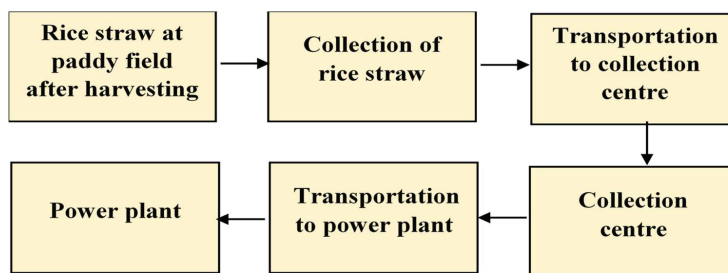 Rice straw at
paddy field
after harvesting
Collection of
rice straw
Transportation
to collection
centre
Collection
centre
Transportation
to power plant
Power plant